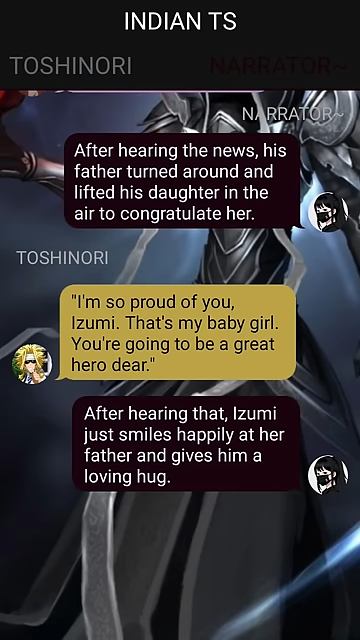 INDIAN TS
TOSHINORI
NARRATOR~
NARRATOR~
After hearing the news, his
father turned around and
lifted his daughter in the
air to congratulate her.
TOSHINORI
"I'm so proud of you,
Izumi. That's my baby girl.
You're going to be a great
hero dear."
After hearing that, Izumi
just smiles happily at her
father and gives him a
loving hug.